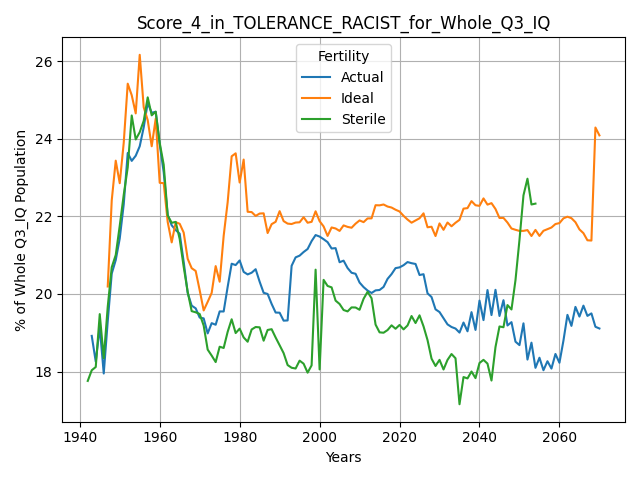 Score_4_in_TOLERANCE_RACIST_for_Whole_Q3_IQ
Fertility
Actual
Ideal
Sterile
% of Whole Q3_IQ Population
26
24
22
20
18
1940 1960 1980 2000 2020 2040 2060
Years